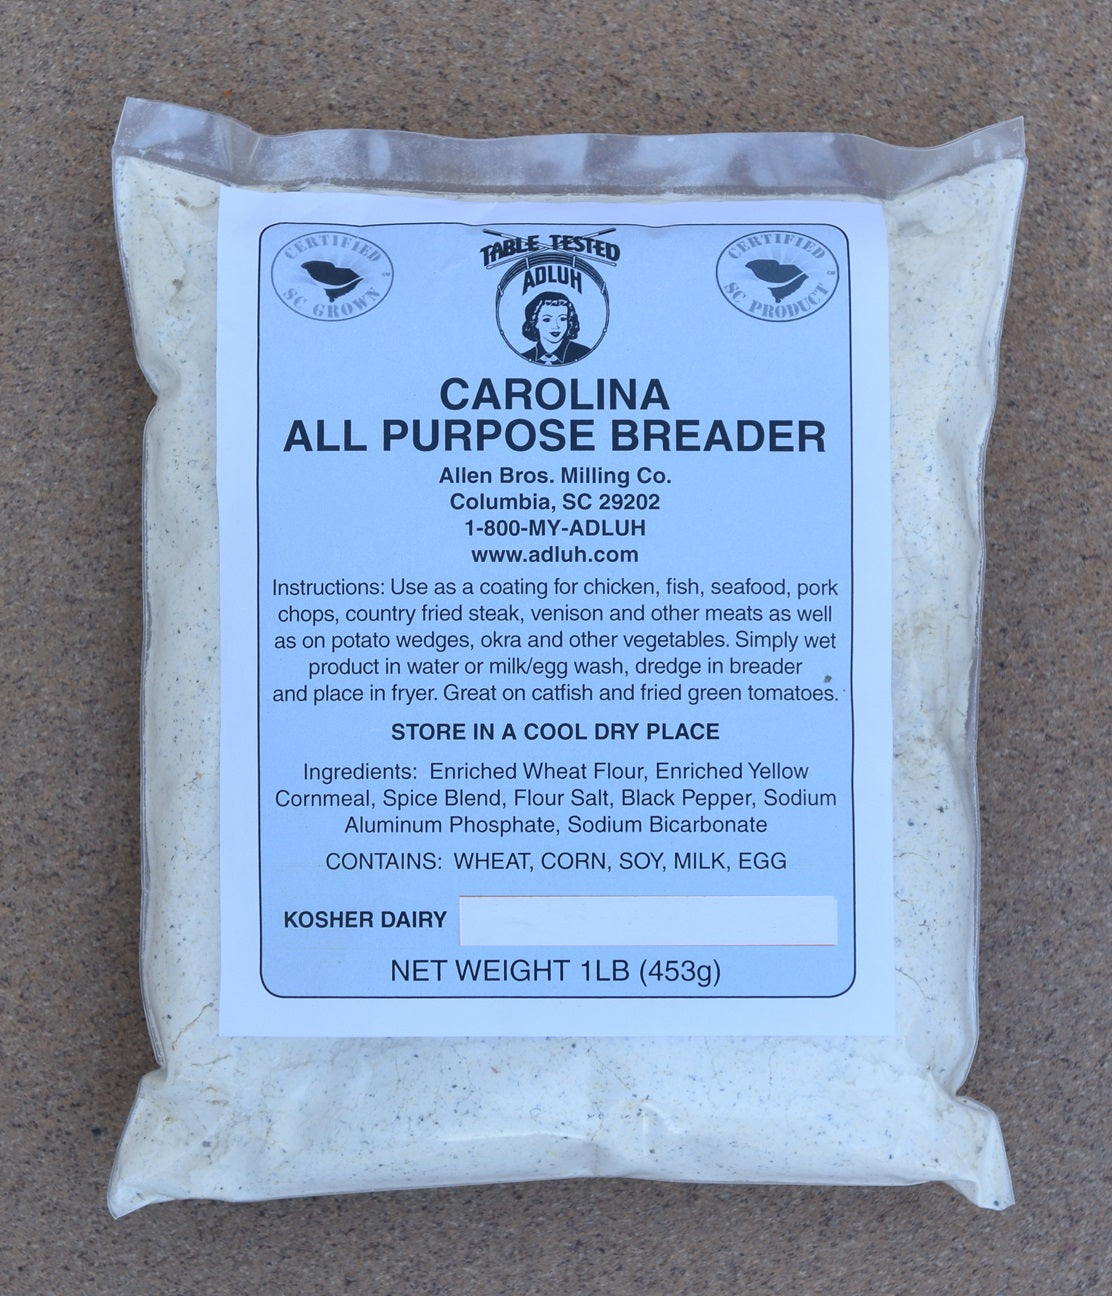 CERTIFIED
SC GROWN
TABLE TESTED
ADLUH
CERTIFIED
SC PRODUCT
CAROLINA
ALL PURPOSE BREADER
Allen Bros. Milling Co.
Columbia, SC 29202
1-800-MY-ADLUH
www.adluh.com
Instructions: Use as a coating for chicken, fish, seafood, pork
chops, country fried steak, venison and other meats as well
as on potato wedges, okra and other vegetables. Simply wet
product in water or milk/egg wash, dredge in breader
and place in fryer. Great on catfish and fried green tomatoes.
STORE IN A COOL DRY PLACE
Ingredients: Enriched Wheat Flour, Enriched Yellow
Cornmeal, Spice Blend, Flour Salt, Black Pepper, Sodium
Aluminum Phosphate, Sodium Bicarbonate
CONTAINS: WHEAT, CORN, SOY, MILK, EGG
KOSHER DAIRY
NET WEIGHT 1LB (453g)